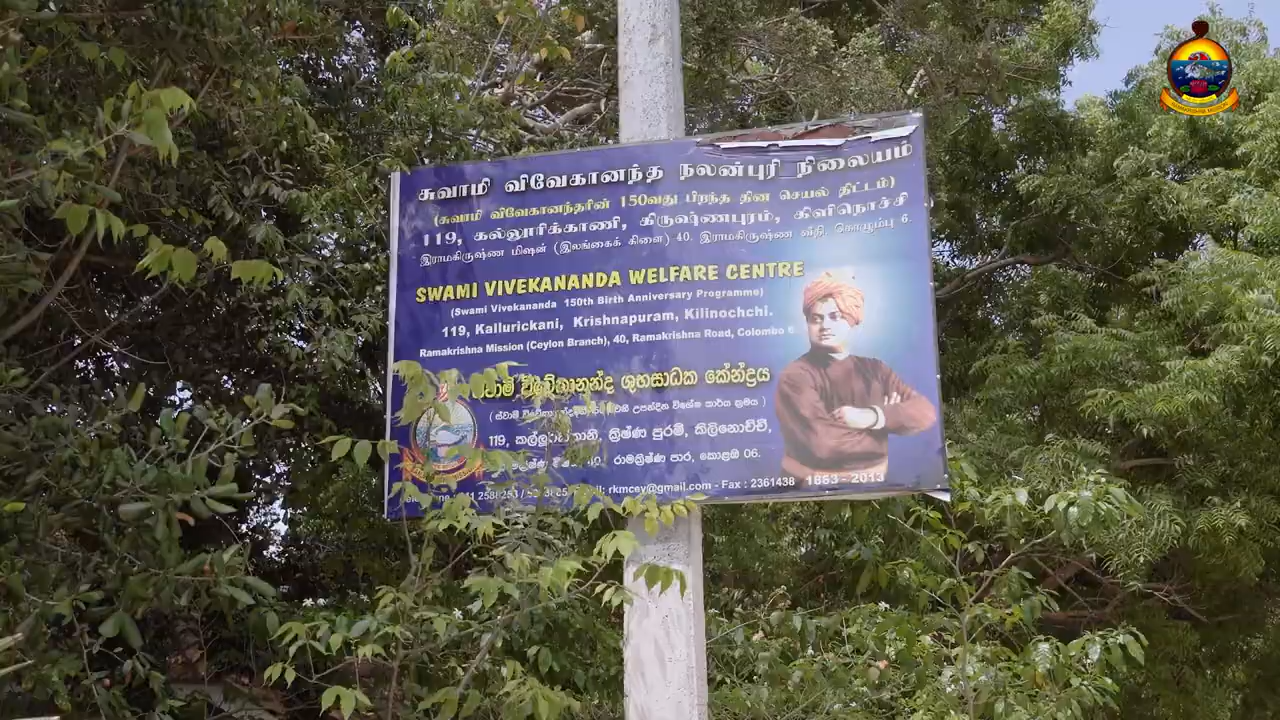 சுவாமி விவேகானந்த நலன்புரி நிலையம்
(சுவாமி விவேகானந்தரின் 150வது பிறந்த தின செயல் திட்டம்)
119, கல்லூரிக்காணி, கிருஷ்ணபுரம், கிளிநொச்சி
இராமகிருஷ்ண மிஷன் (இலங்கைக் கிளை) 40, இராமகிருஷ்ண வீதி, கொழும்பு 6.
SWAMI VIVEKANANDA WELFARE CENTRE
(Swami Vivekananda 150th Birth Anniversary Programme)
119, Kallurickani, Krishnapuram, Kilinochchi.
Ramakrishna Mission (Ceylon Branch), 40, Ramakrishna Road, Colombo 6
ස්වාමි විවේකානන්ද ශුභසාධක කේන්ද්‍රය
උපන්දින විශේෂ කාර්ය ක්‍රමය )
119, ක්‍රිෂ්ණ පුරම්, කිලිනොච්චි,
40, රාමක්‍රිෂ්ණ පාර, කොළඹ 06.
rkmcey@gmail.com - Fax : 2361438
1863 - 2013